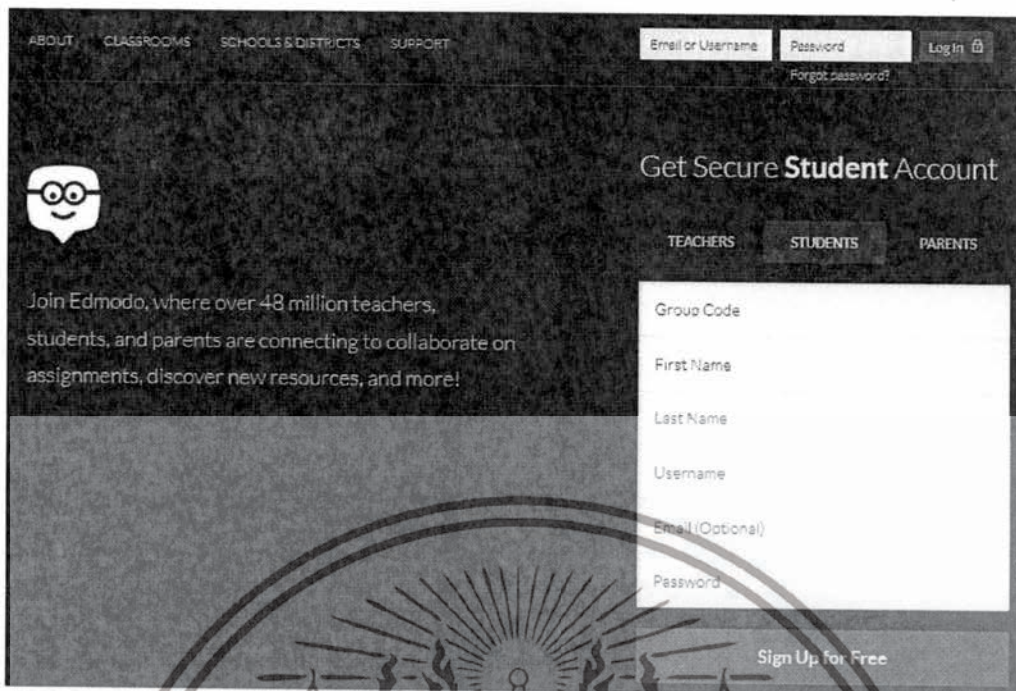 ABOUT CLASSROOMS SCHOOLS & DISTRICTS SUPPORT
Email or Username Password Log In
Forgot password?
Get Secure Student Account
TEACHERS STUDENTS PARENTS
Join Edmodo, where over 48 million teachers,
students, and parents are connecting to collaborate on
assignments, discover new resources, and more!
Group Code
First Name
Last Name
Username
Email (Optional)
Password
Sign Up for Free